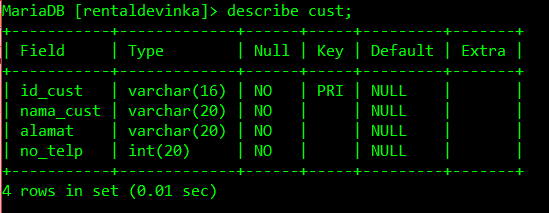 MariaDB [rentaldevinka]> describe cust;
+-----------+-------------+------+-----+---------+-------+
| Field     | Type        | Null | Key | Default | Extra |
+-----------+-------------+------+-----+---------+-------+
| id_cust   | varchar(16) | NO   | PRI | NULL    |       |
| nama_cust | varchar(20) | NO   |     | NULL    |       |
| alamat    | varchar(20) | NO   |     | NULL    |       |
| no_telp   | int(20)     | NO   |     | NULL    |       |
+-----------+-------------+------+-----+---------+-------+
4 rows in set (0.01 sec)